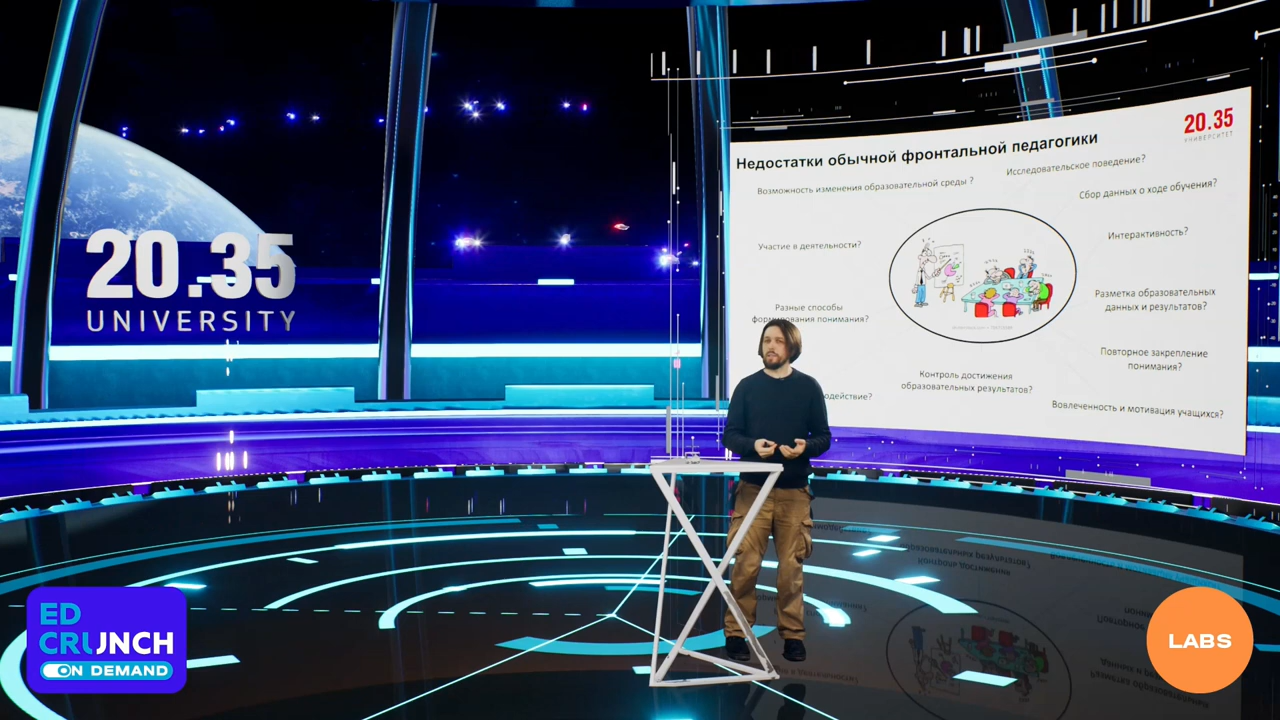 20.35
UNIVERSITY
20.35
УНИВЕРСИТЕТ
Недостатки обычной фронтальной педагогики
Возможность изменения образовательной среды ?
Исследовательское поведение?
Сбор данных о ходе обучения?
Участие в деятельности?
Интерактивность?
Разные способы
формирования понимания?
Разметка образовательных
данных и результатов?
Повторное закрепление
понимания?
Контроль достижения
образовательных результатов?
Вовлеченность и мотивация учащихся?
ED
CRUNCH
ON DEMAND
LABS